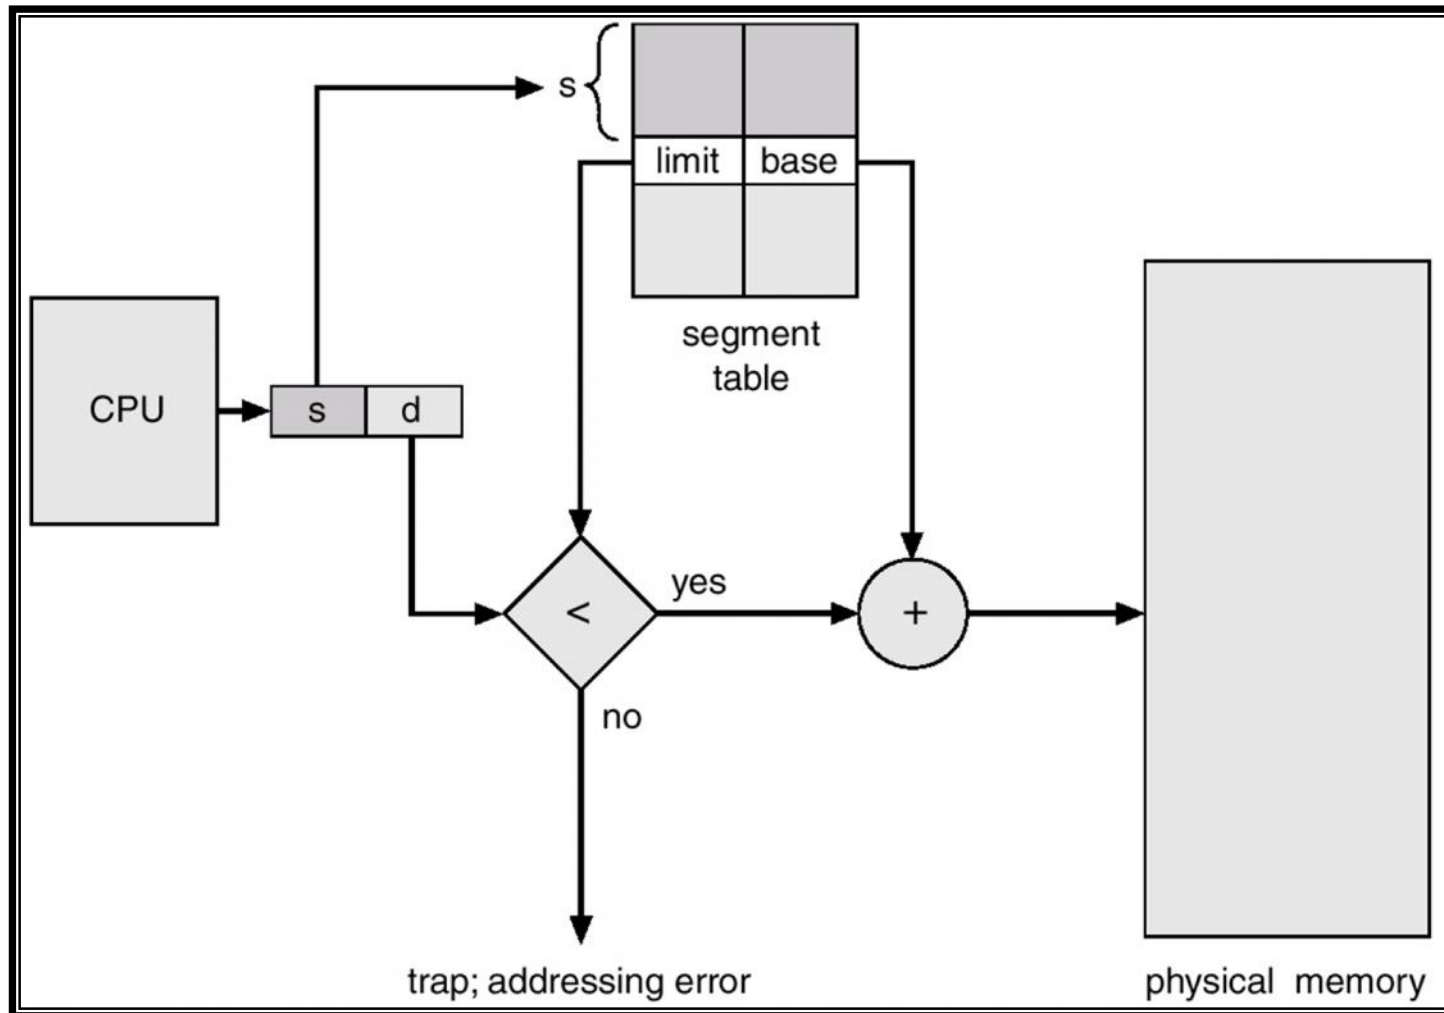 s
limit base
segment
table
CPU
s d
<
yes
+
no
trap; addressing error
physical memory